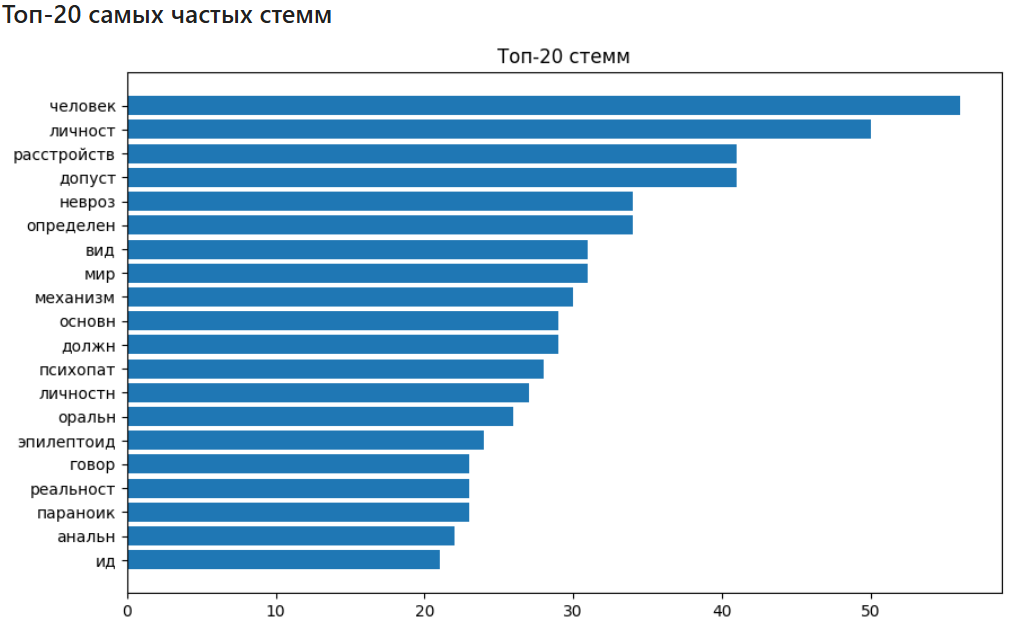 Топ-20 самых частых стемм
Топ-20 стемм
человек
личност
расстройств
допуст
невроз
определен
вид
мир
механизм
основн
должн
психопат
личностн
оральн
эпилептоид
говор
реальност
параноик
анальн
ид
0 10 20 30 40 50